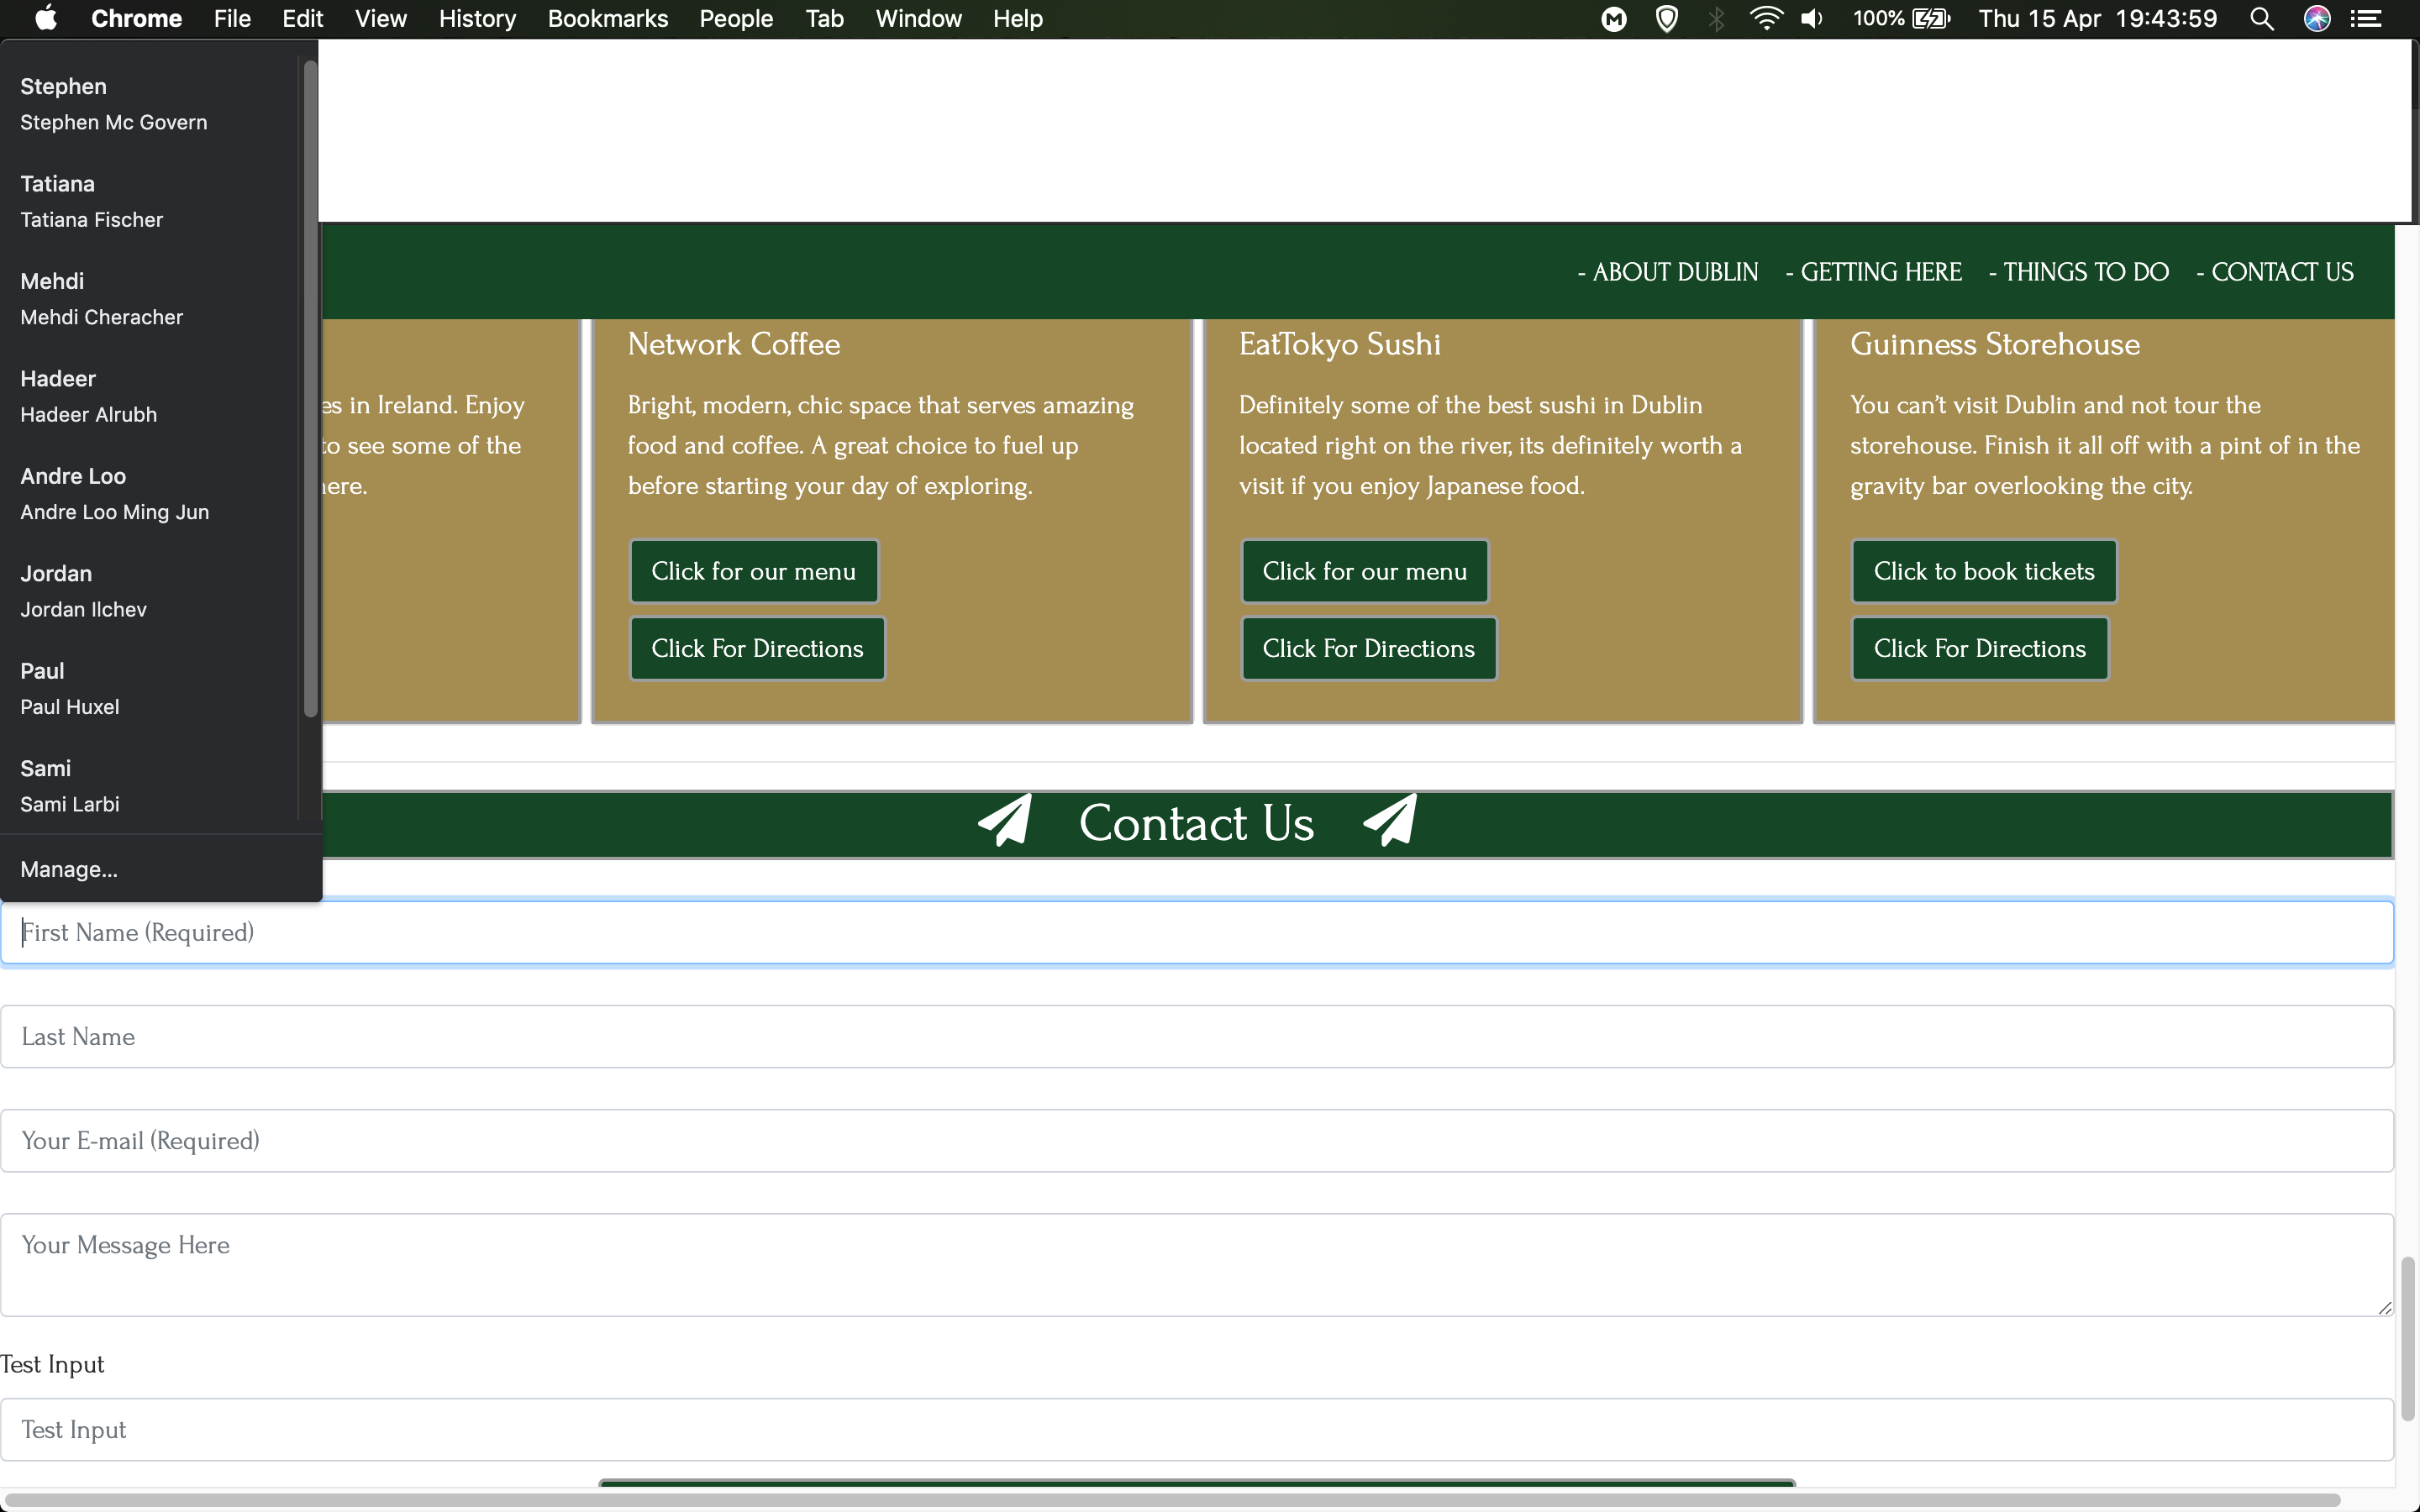 Chrome File Edit View History Bookmarks People Tab Window Help 100% Thu 15 Apr 19:43:59
Stephen
Stephen Mc Govern
Tatiana
Tatiana Fischer
Mehdi
Mehdi Cheracher
Hadeer
Hadeer Alrubh
Andre Loo
Andre Loo Ming Jun
Jordan
Jordan Ilchev
Paul
Paul Huxel
Sami
Sami Larbi
Manage...
- ABOUT DUBLIN - GETTING HERE - THINGS TO DO - CONTACT US
es in Ireland. Enjoy
to see some of the
here.
Network Coffee
Bright, modern, chic space that serves amazing
food and coffee. A great choice to fuel up
before starting your day of exploring.
Click for our menu
Click For Directions
EatTokyo Sushi
Definitely some of the best sushi in Dublin
located right on the river, its definitely worth a
visit if you enjoy Japanese food.
Click for our menu
Click For Directions
Guinness Storehouse
You can't visit Dublin and not tour the
storehouse. Finish it all off with a pint of in the
gravity bar overlooking the city.
Click to book tickets
Click For Directions
Contact Us
First Name (Required)
Last Name
Your E-mail (Required)
Your Message Here
Test Input
Test Input